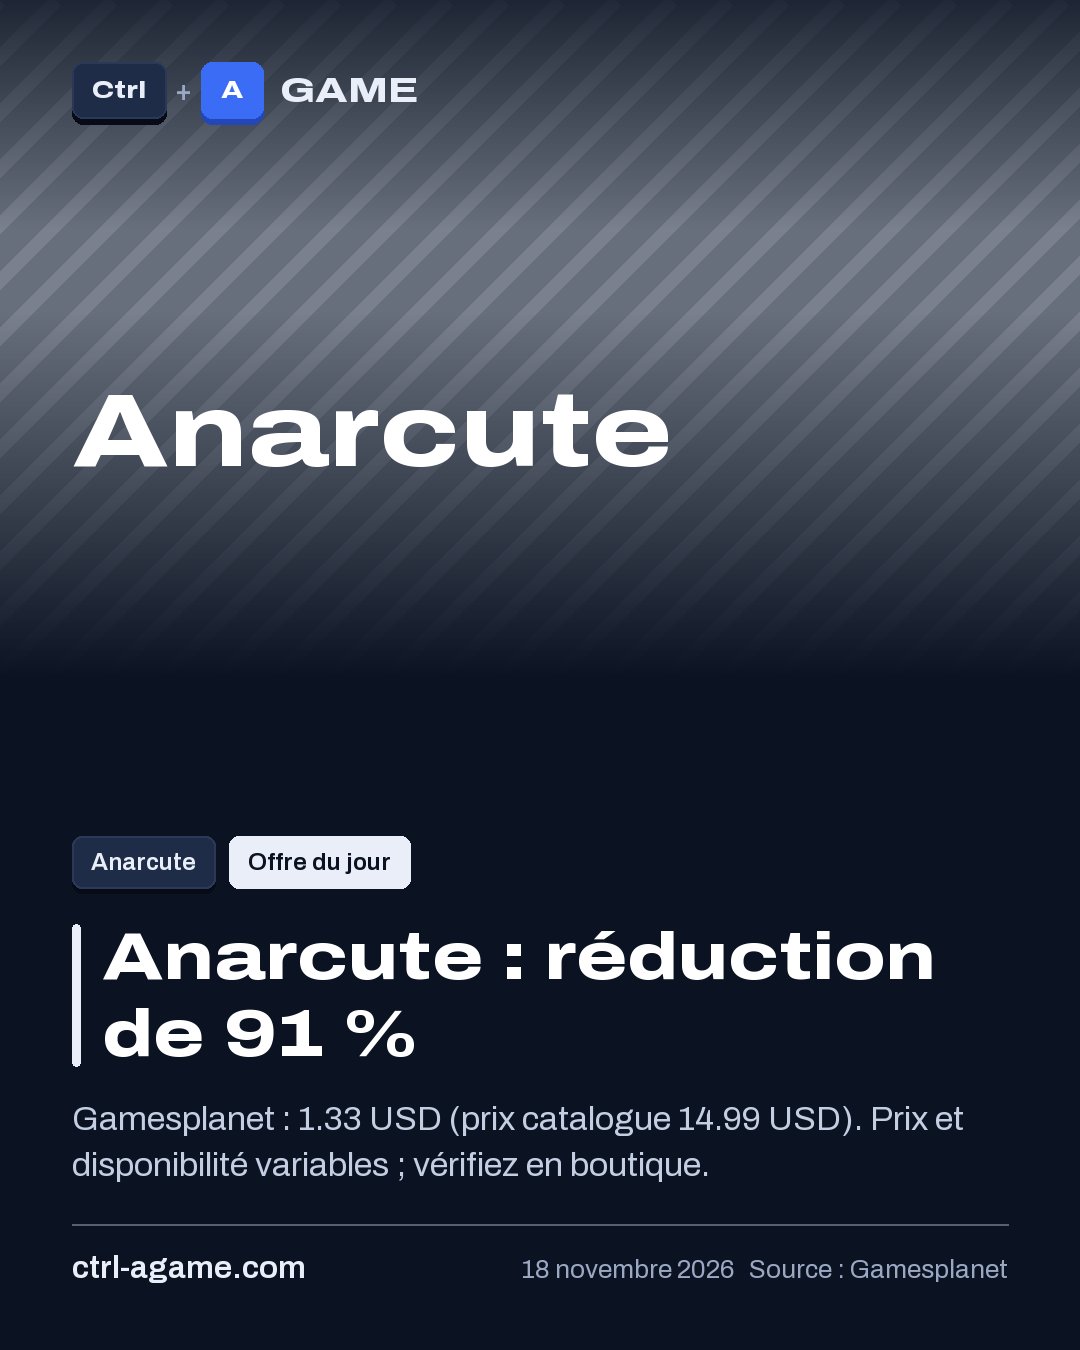 Ctrl + A GAME
Anarcute
Anarcute Offre du jour
Anarcute : réduction
de 91 %
Gamesplanet : 1.33 USD (prix catalogue 14.99 USD). Prix et
disponibilité variables ; vérifiez en boutique.
ctrl-agame.com 18 novembre 2026 Source : Gamesplanet